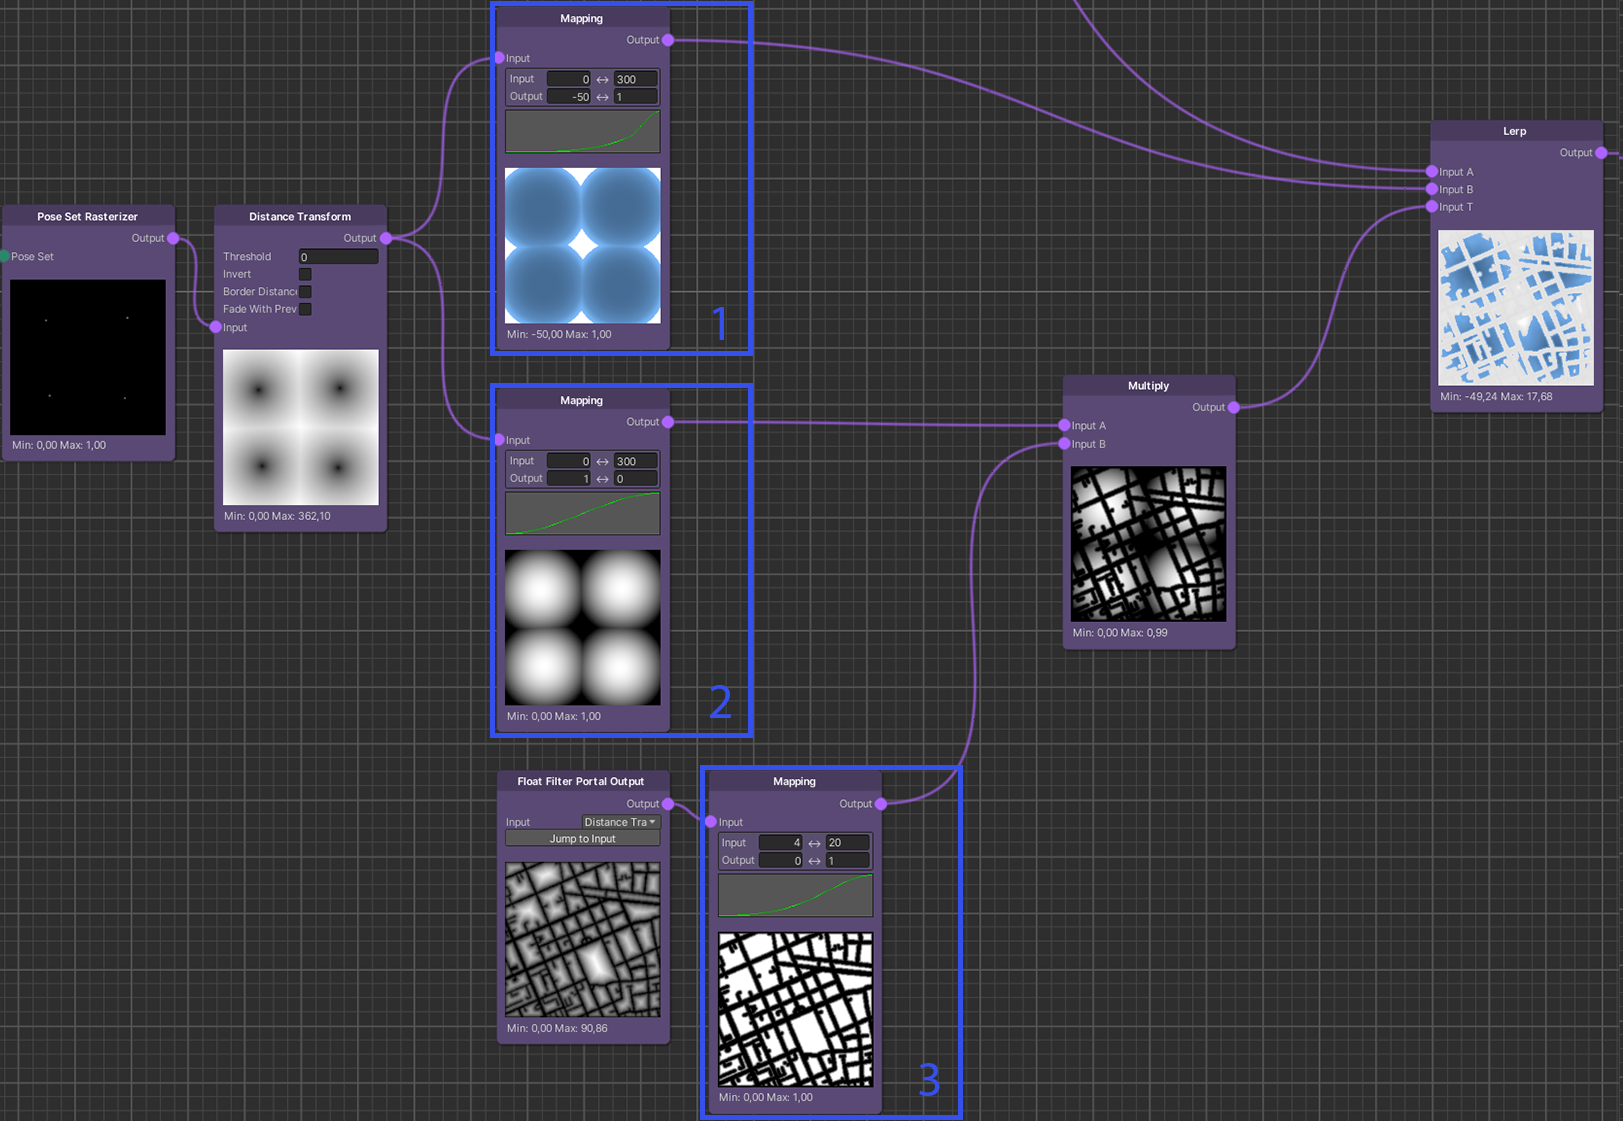 Mapping
Output
Input
Input 0 ↔ 300
Output -50 ↔ 1
Min: -50,00 Max: 1,00
1
Lerp
Output
Input A
Input B
Input T
Min: -49,24 Max: 17,68
Pose Set Rasterizer
Output
Pose Set
Min: 0,00 Max: 1,00
Distance Transform
Output
Threshold 0
Invert
Border Distance
Fade With Prev
Input
Min: 0,00 Max: 362,10
Mapping
Output
Input
Input 0 ↔ 300
Output 1 ↔ 0
Min: 0,00 Max: 1,00
2
Multiply
Output
Input A
Input B
Min: 0,00 Max: 0,99
Float Filter Portal Output
Output
Input Distance Tra
Jump to Input
Min: 0,00 Max: 90,86
Mapping
Output
Input
Input 4 ↔ 20
Output 0 ↔ 1
Min: 0,00 Max: 1,00
3